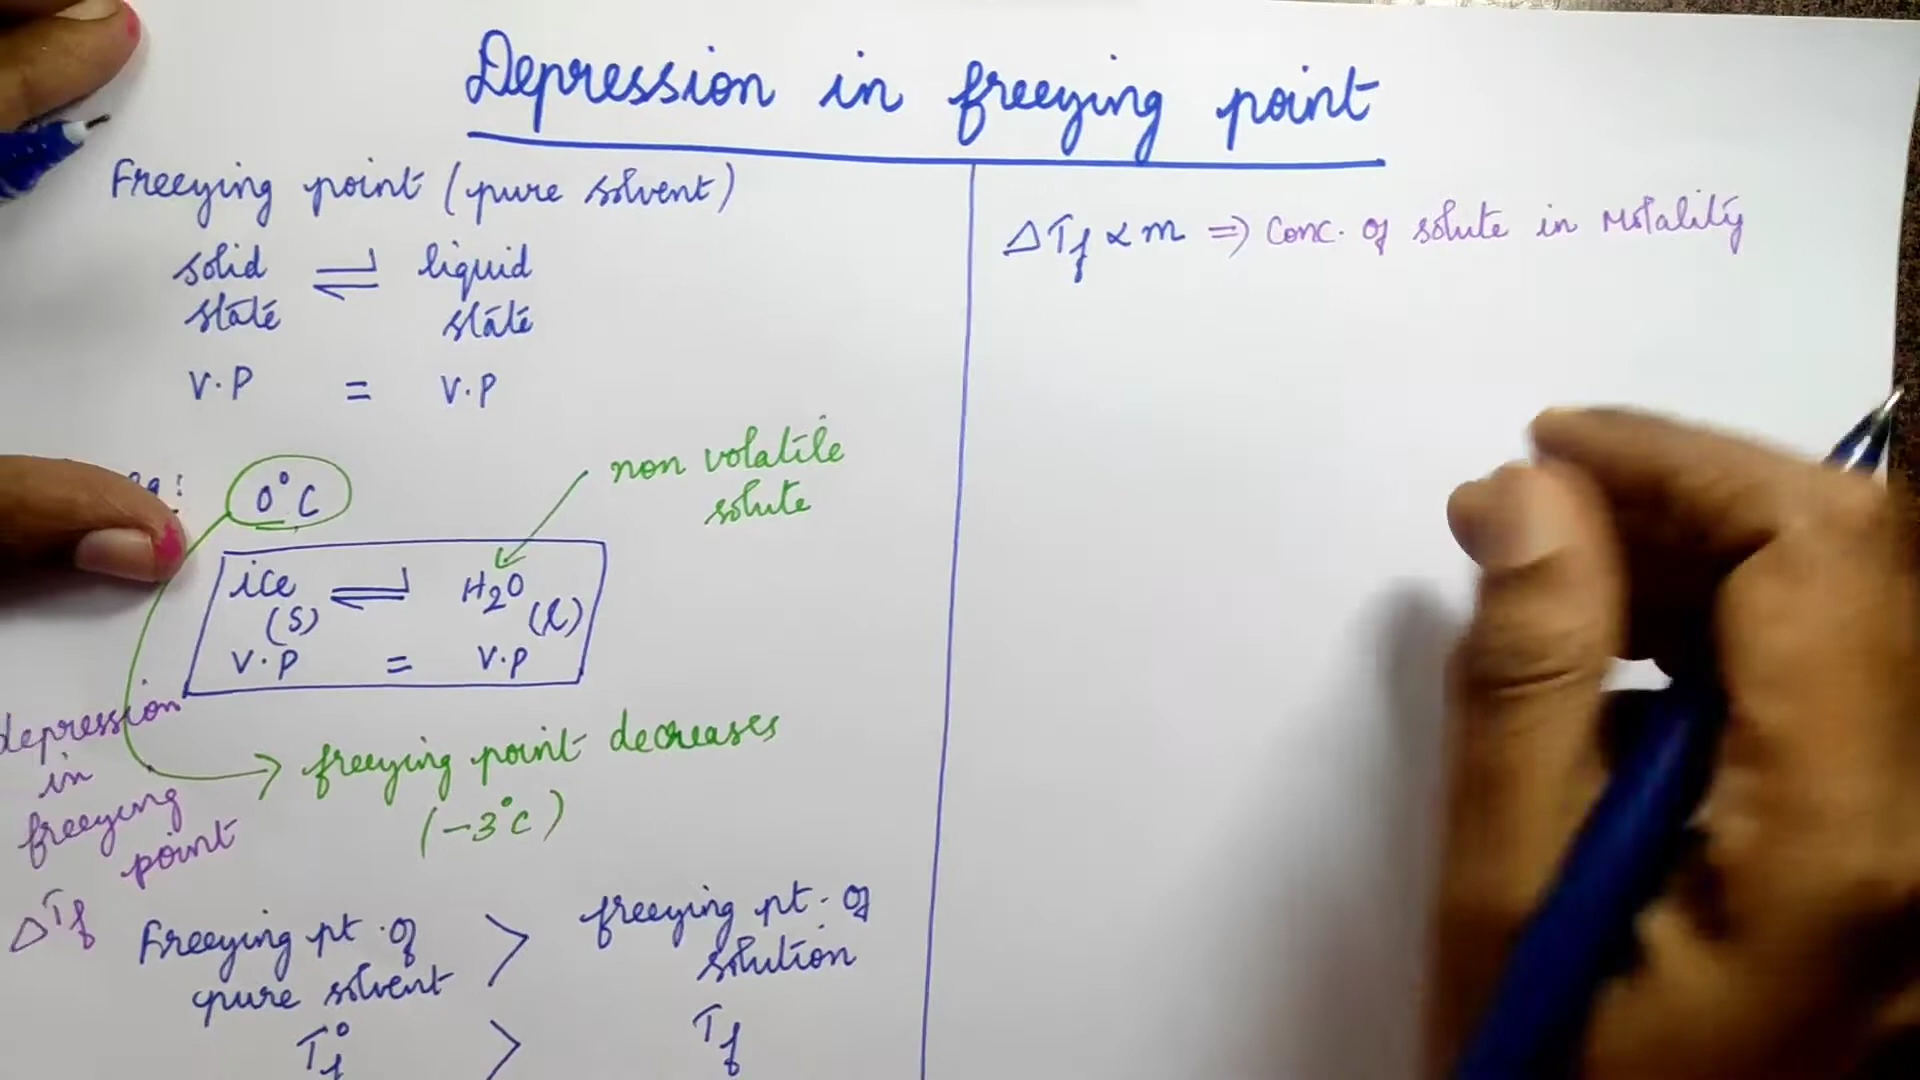 Depression in freezing point
Freezing point (pure solvent)
solid ⇌ liquid
state state
V.P = V.P
eg:
0°C
non volatile
solute
ice ⇌ H₂O
(s) (l)
V.P = V.P
freezing point decreases
(-3°C)
depression
in
freezing
point
ΔTf
Freezing pt. of > freezing pt. of
pure solvent solution
Tf° > Tf
ΔTf ∝ m ⇒ Conc. of solute in Molality